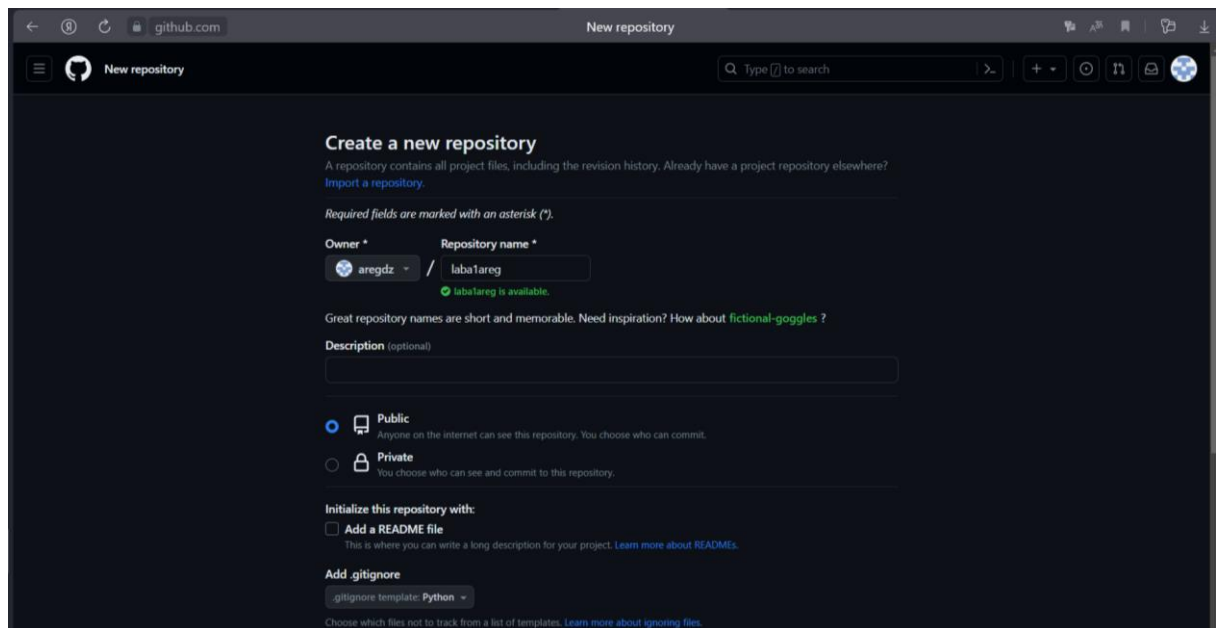 github.com
New repository
New repository
Type / to search
Create a new repository
A repository contains all project files, including the revision history. Already have a project repository elsewhere?
Import a repository.
Required fields are marked with an asterisk (*).
Owner * Repository name *
aregdz / laba1areg
laba1areg is available.
Great repository names are short and memorable. Need inspiration? How about fictional-goggles ?
Description (optional)
Public
Anyone on the internet can see this repository. You choose who can commit.
Private
You choose who can see and commit to this repository.
Initialize this repository with:
Add a README file
This is where you can write a long description for your project. Learn more about READMEs.
Add .gitignore
.gitignore template: Python
Choose which files not to track from a list of templates. Learn more about ignoring files.